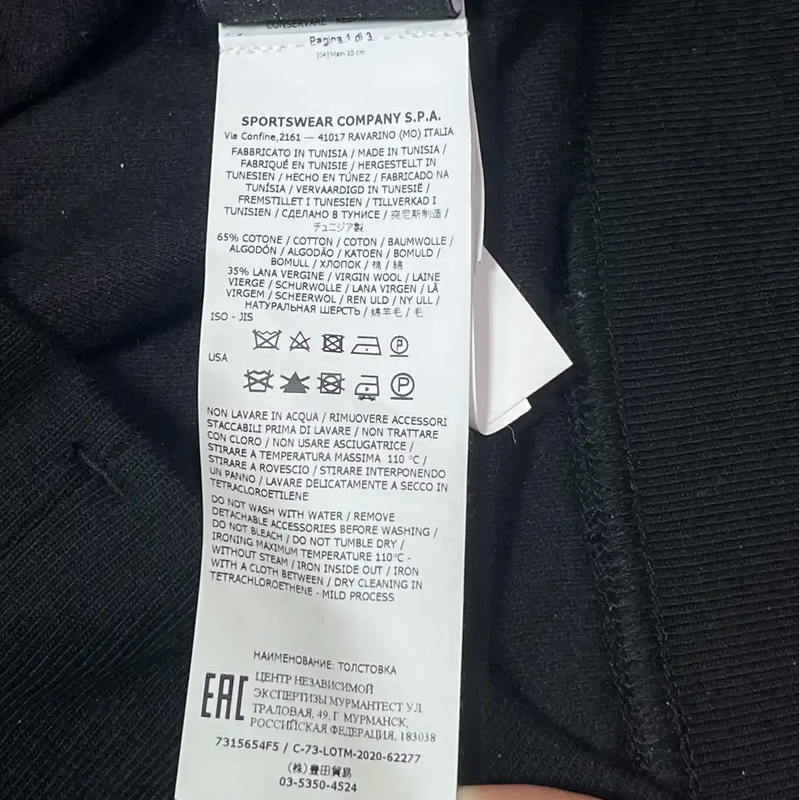 CONSERVARE
Pagina 1 di 3
[04] Main 10 cm
SPORTSWEAR COMPANY S.P.A.
Via Confine,2161 — 41017 RAVARINO (MO) ITALIA
FABBRICATO IN TUNISIA / MADE IN TUNISIA /
FABRIQUÉ EN TUNISIE / HERGESTELLT IN
TUNESIEN / HECHO EN TÚNEZ / FABRICADO NA
TUNÍSIA / VERVAARDIGD IN TUNESIË /
FREMSTILLET I TUNESIEN / TILLVERKAD I
TUNISIEN / СДЕЛАНО В ТУНИСЕ / 突尼斯制造 /
チュニジア製
65% COTONE / COTTON / COTON / BAUMWOLLE /
ALGODÓN / ALGODÃO / KATOEN / BOMULD /
BOMULL / ХЛОПОК / 棉 / 綿
35% LANA VERGINE / VIRGIN WOOL / LAINE
VIERGE / SCHURWOLLE / LANA VIRGEN / LÃ
VIRGEM / SCHEERWOL / REN ULD / NY ULL /
НАТУРАЛЬНАЯ ШЕРСТЬ / 绵羊毛 / 毛
ISO - JIS
USA
NON LAVARE IN ACQUA / RIMUOVERE ACCESSORI
STACCABILI PRIMA DI LAVARE / NON TRATTARE
CON CLORO / NON USARE ASCIUGATRICE /
STIRARE A TEMPERATURA MASSIMA 110 °C /
STIRARE A ROVESCIO / STIRARE INTERPONENDO
UN PANNO / LAVARE DELICATAMENTE A SECCO IN
TETRACLOROETILENE
DO NOT WASH WITH WATER / REMOVE
DETACHABLE ACCESSORIES BEFORE WASHING /
DO NOT BLEACH / DO NOT TUMBLE DRY /
IRONING MAXIMUM TEMPERATURE 110°C -
WITHOUT STEAM / IRON INSIDE OUT / IRON
WITH A CLOTH BETWEEN / DRY CLEANING IN
TETRACHLOROETHENE - MILD PROCESS
НАИМЕНОВАНИЕ: ТОЛСТОВКА
EAC
ЦЕНТР НЕЗАВИСИМОЙ
ЭКСПЕРТИЗЫ МУРМАНТЕСТ УЛ.
ТРАЛОВАЯ, 49, Г. МУРМАНСК,
РОССИЙСКАЯ ФЕДЕРАЦИЯ, 183038
7315654F5 / C-73-LOTM-2020-62277
(株) 豊田貿易
03-5350-4524